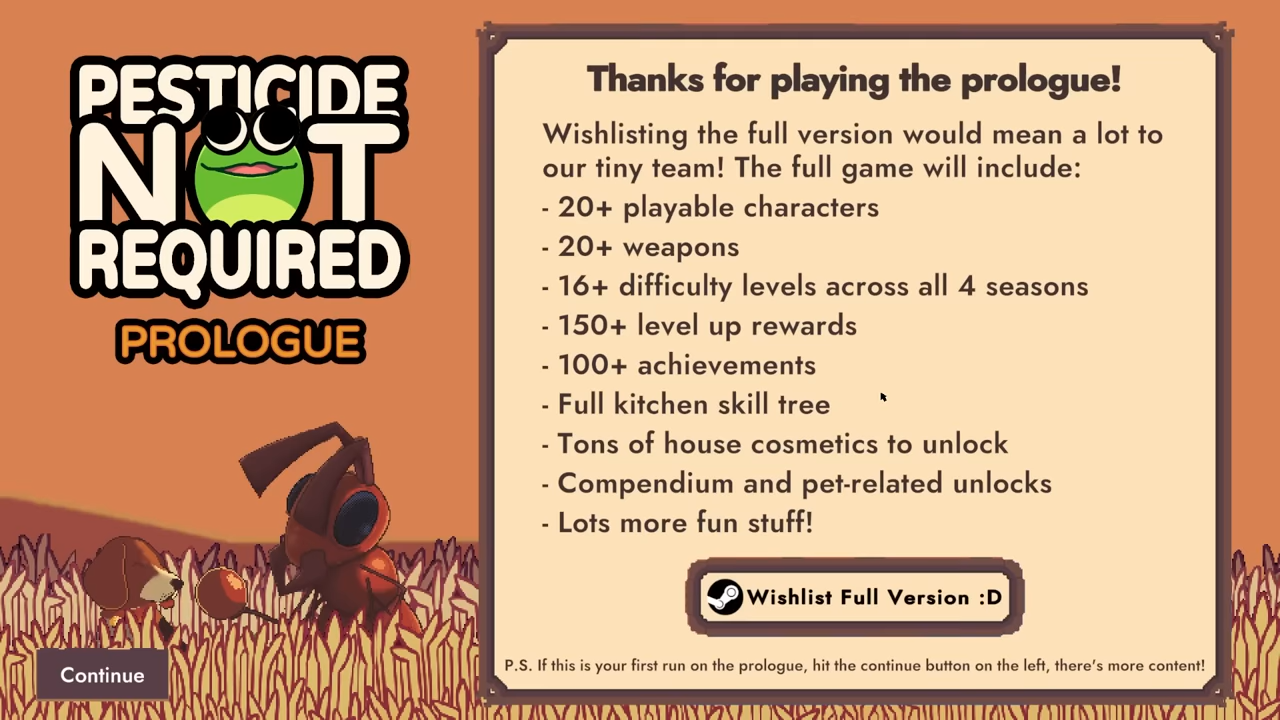 PESTICIDE
NOT
REQUIRED
PROLOGUE
Continue
Thanks for playing the prologue!
Wishlisting the full version would mean a lot to
our tiny team! The full game will include:
- 20+ playable characters
- 20+ weapons
- 16+ difficulty levels across all 4 seasons
- 150+ level up rewards
- 100+ achievements
- Full kitchen skill tree
- Tons of house cosmetics to unlock
- Compendium and pet-related unlocks
- Lots more fun stuff!
Wishlist Full Version :D
P.S. If this is your first run on the prologue, hit the continue button on the left, there's more content!